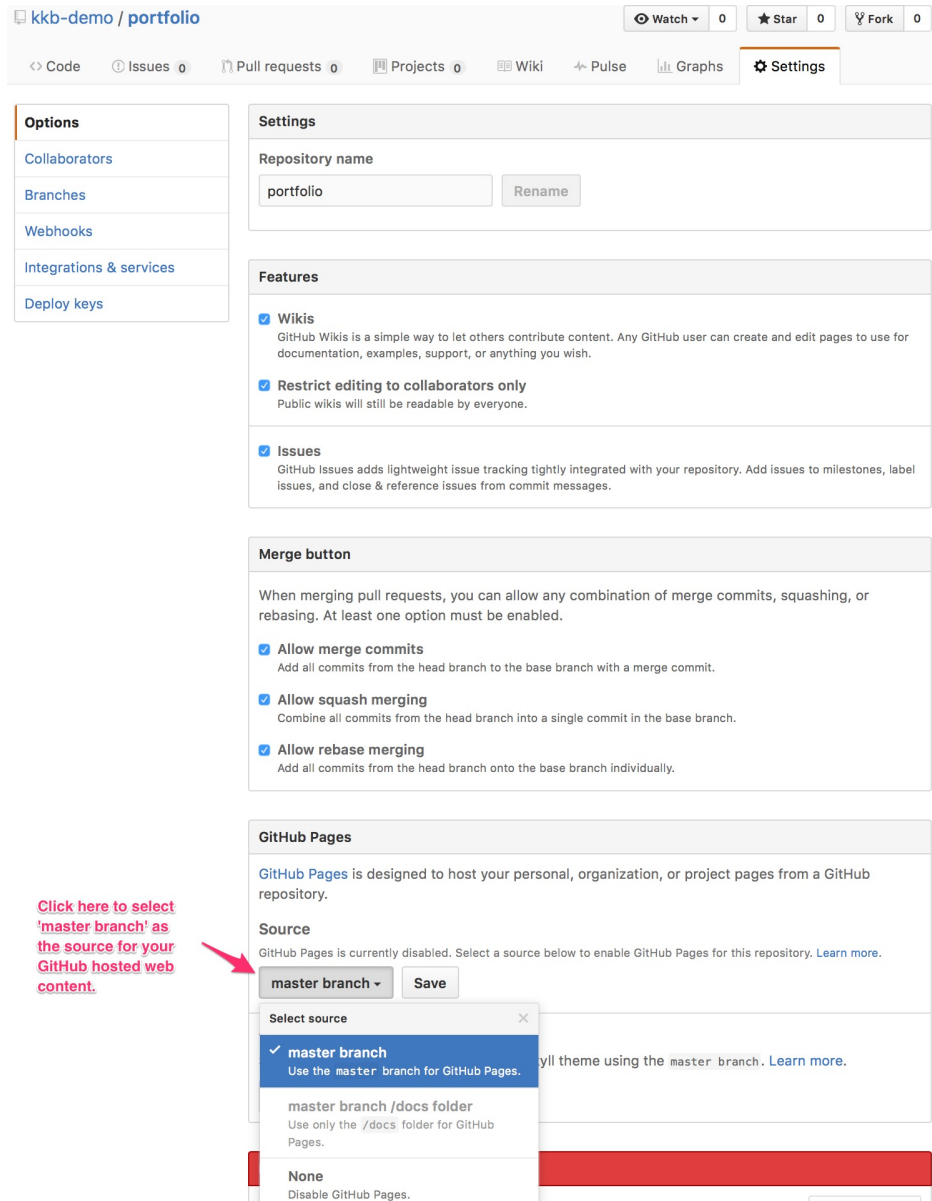 kkb-demo / portfolio
Watch 0 Star 0 Fork 0
Code Issues 0 Pull requests 0 Projects 0 Wiki Pulse Graphs Settings
Options
Collaborators
Branches
Webhooks
Integrations & services
Deploy keys
Settings
Repository name
portfolio Rename
Features
Wikis
GitHub Wikis is a simple way to let others contribute content. Any GitHub user can create and edit pages to use for
documentation, examples, support, or anything you wish.
Restrict editing to collaborators only
Public wikis will still be readable by everyone.
Issues
GitHub Issues adds lightweight issue tracking tightly integrated with your repository. Add issues to milestones, label
issues, and close & reference issues from commit messages.
Merge button
When merging pull requests, you can allow any combination of merge commits, squashing, or
rebasing. At least one option must be enabled.
Allow merge commits
Add all commits from the head branch to the base branch with a merge commit.
Allow squash merging
Combine all commits from the head branch into a single commit in the base branch.
Allow rebase merging
Add all commits from the head branch onto the base branch individually.
GitHub Pages
GitHub Pages is designed to host your personal, organization, or project pages from a GitHub
repository.
Source
GitHub Pages is currently disabled. Select a source below to enable GitHub Pages for this repository. Learn more.
master branch Save
Click here to select
'master branch' as
the source for your
GitHub hosted web
content.
Select source
master branch
Use the master branch for GitHub Pages.
yll theme using the master branch. Learn more.
master branch /docs folder
Use only the /docs folder for GitHub
Pages.
None
Disable GitHub Pages.